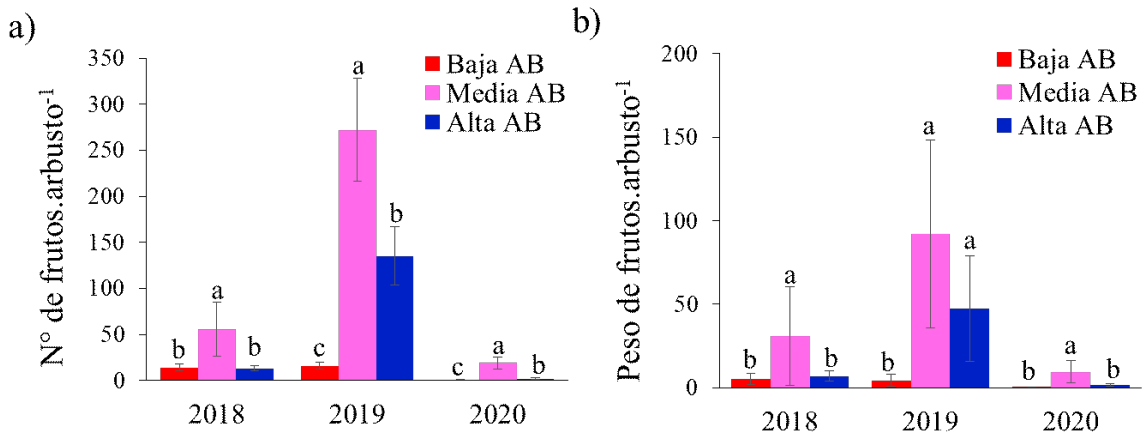 a)
N° de frutos.arbusto⁻¹
350
300
250
200
150
100
50
0
Baja AB
Media AB
Alta AB
b
a
b
c
a
b
c
a
b
2018
2019
2020
b)
Peso de frutos.arbusto⁻¹
200
150
100
50
0
Baja AB
Media AB
Alta AB
b
a
b
b
a
a
b
a
b
2018
2019
2020